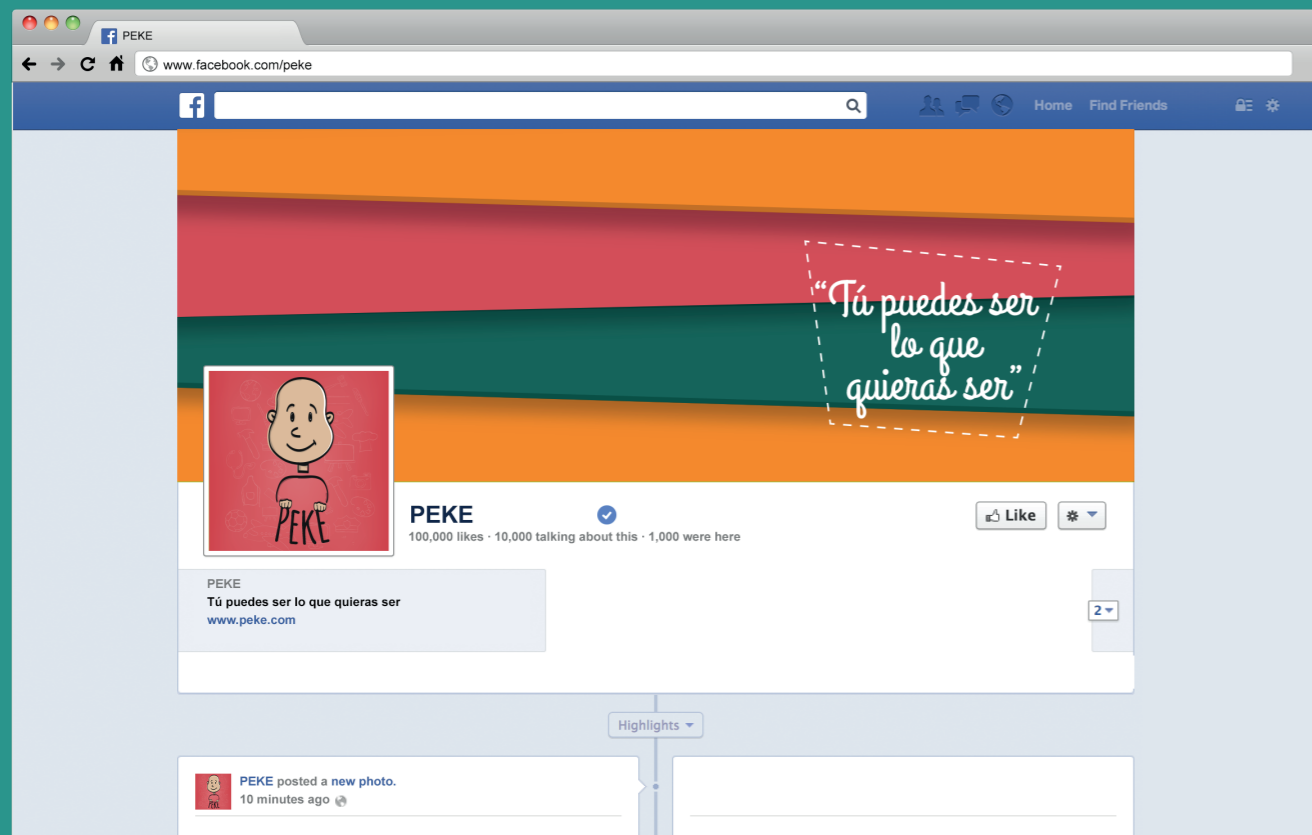 PEKE
www.facebook.com/peke
Home Find Friends
“Tú puedes ser
lo que
quieras ser”
PEKE
PEKE
100,000 likes · 10,000 talking about this · 1,000 were here
Like
PEKE
Tú puedes ser lo que quieras ser
www.peke.com
2
Highlights
PEKE posted a new photo.
10 minutes ago